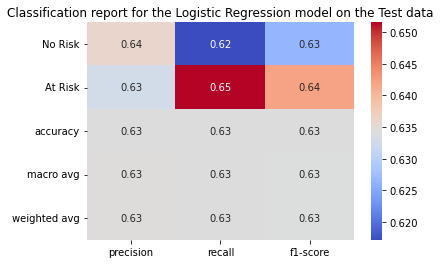 Classification report for the Logistic Regression model on the Test data
No Risk 0.64 0.62 0.63
At Risk 0.63 0.65 0.64
accuracy 0.63 0.63 0.63
macro avg 0.63 0.63 0.63
weighted avg 0.63 0.63 0.63
precision recall f1-score
0.650
0.645
0.640
0.635
0.630
0.625
0.620